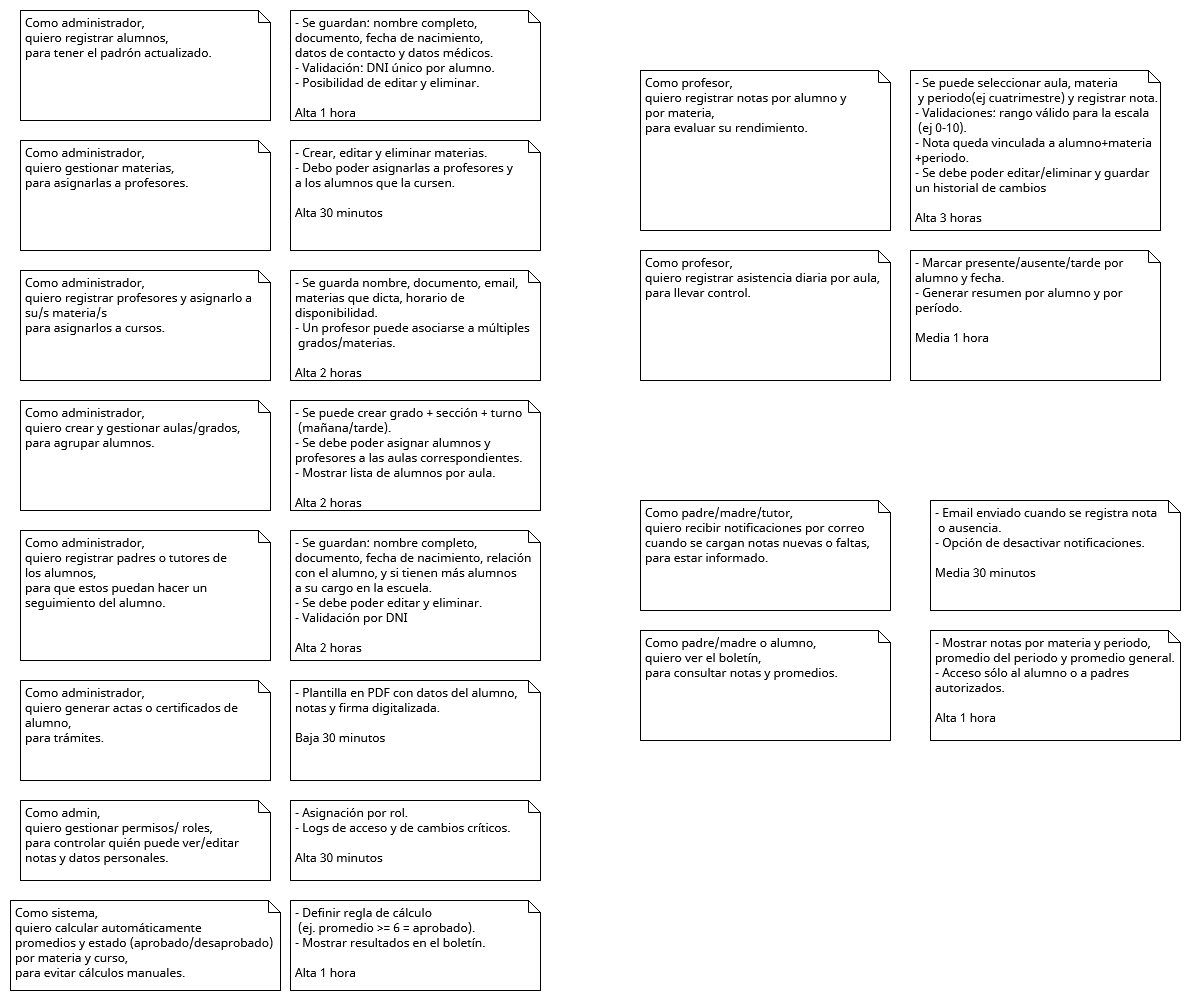 Como administrador,
quiero registrar alumnos,
para tener el padrón actualizado.
- Se guardan: nombre completo,
documento, fecha de nacimiento,
datos de contacto y datos médicos.
- Validación: DNI único por alumno.
- Posibilidad de editar y eliminar.
Alta 1 hora
Como administrador,
quiero gestionar materias,
para asignarlas a profesores.
- Crear, editar y eliminar materias.
- Debo poder asignarlas a profesores y
a los alumnos que la cursen.
Alta 30 minutos
Como administrador,
quiero registrar profesores y asignarlo a
su/s materia/s
para asignarlos a cursos.
- Se guarda nombre, documento, email,
materias que dicta, horario de
disponibilidad.
- Un profesor puede asociarse a múltiples
grados/materias.
Alta 2 horas
Como administrador,
quiero crear y gestionar aulas/grados,
para agrupar alumnos.
- Se puede crear grado + sección + turno
(mañana/tarde).
- Se debe poder asignar alumnos y
profesores a las aulas correspondientes.
- Mostrar lista de alumnos por aula.
Alta 2 horas
Como administrador,
quiero registrar padres o tutores de
los alumnos,
para que estos puedan hacer un
seguimiento del alumno.
- Se guardan: nombre completo,
documento, fecha de nacimiento, relación
con el alumno, y si tienen más alumnos
a su cargo en la escuela.
- Se debe poder editar y eliminar.
- Validación por DNI
Alta 2 horas
Como administrador,
quiero generar actas o certificados de
alumno,
para trámites.
- Plantilla en PDF con datos del alumno,
notas y firma digitalizada.
Baja 30 minutos
Como admin,
quiero gestionar permisos/ roles,
para controlar quién puede ver/editar
notas y datos personales.
- Asignación por rol.
- Logs de acceso y de cambios críticos.
Alta 30 minutos
Como sistema,
quiero calcular automáticamente
promedios y estado (aprobado/desaprobado)
por materia y curso,
para evitar cálculos manuales.
- Definir regla de cálculo
(ej. promedio >= 6 = aprobado).
- Mostrar resultados en el boletín.
Alta 1 hora
Como profesor,
quiero registrar notas por alumno y
por materia,
para evaluar su rendimiento.
- Se puede seleccionar aula, materia
y periodo(ej cuatrimestre) y registrar nota.
- Validaciones: rango válido para la escala
(ej 0-10).
- Nota queda vinculada a alumno+materia
+periodo.
- Se debe poder editar/eliminar y guardar
un historial de cambios
Alta 3 horas
Como profesor,
quiero registrar asistencia diaria por aula,
para llevar control.
- Marcar presente/ausente/tarde por
alumno y fecha.
- Generar resumen por alumno y por
período.
Media 1 hora
Como padre/madre/tutor,
quiero recibir notificaciones por correo
cuando se cargan notas nuevas o faltas,
para estar informado.
- Email enviado cuando se registra nota
o ausencia.
- Opción de desactivar notificaciones.
Media 30 minutos
Como padre/madre o alumno,
quiero ver el boletín,
para consultar notas y promedios.
- Mostrar notas por materia y periodo,
promedio del periodo y promedio general.
- Acceso sólo al alumno o a padres
autorizados.
Alta 1 hora